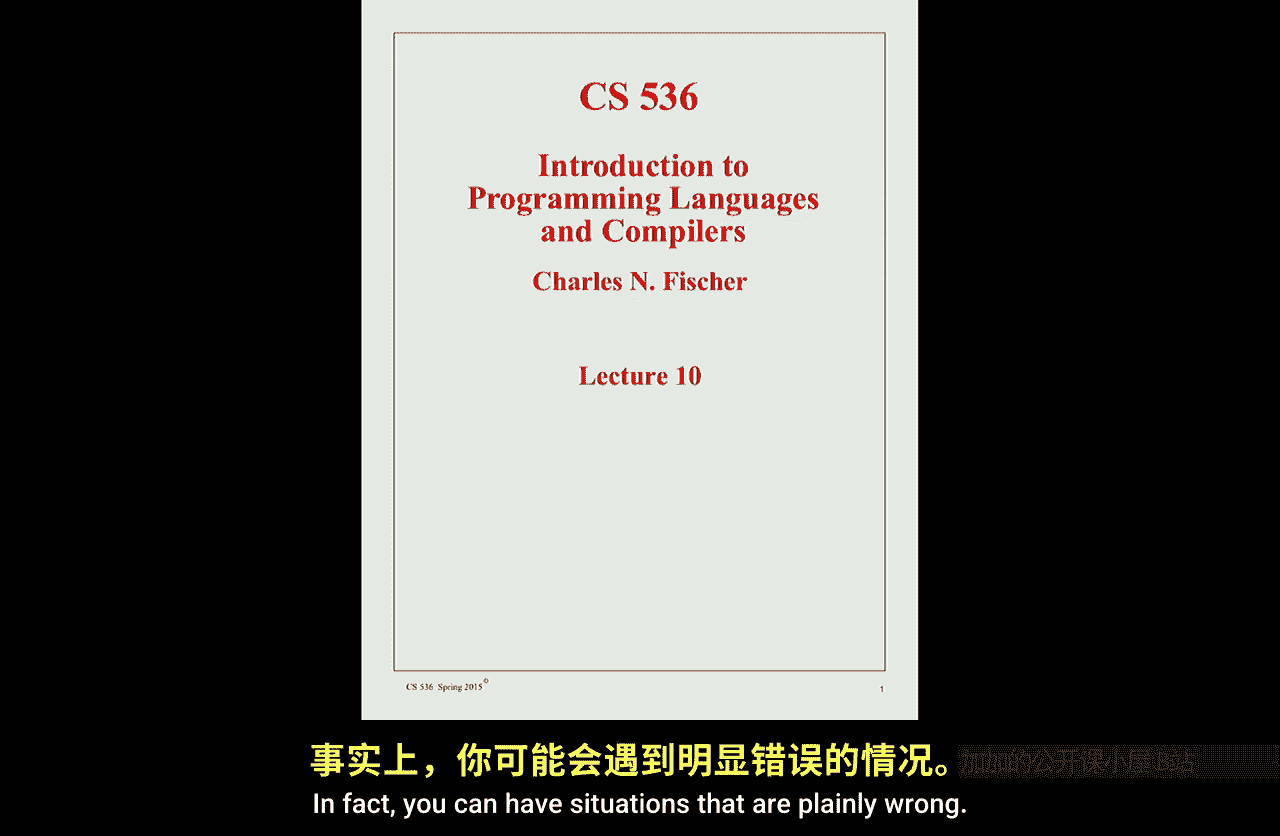 CS 536
Introduction to
Programming Languages
and Compilers
Charles N. Fischer
Lecture 10
CS 536 Spring 2015©
1
事实上，你可能会遇到明显错误的情况。
加加的公开课小屋 B站
In fact, you can have situations that are plainly wrong.